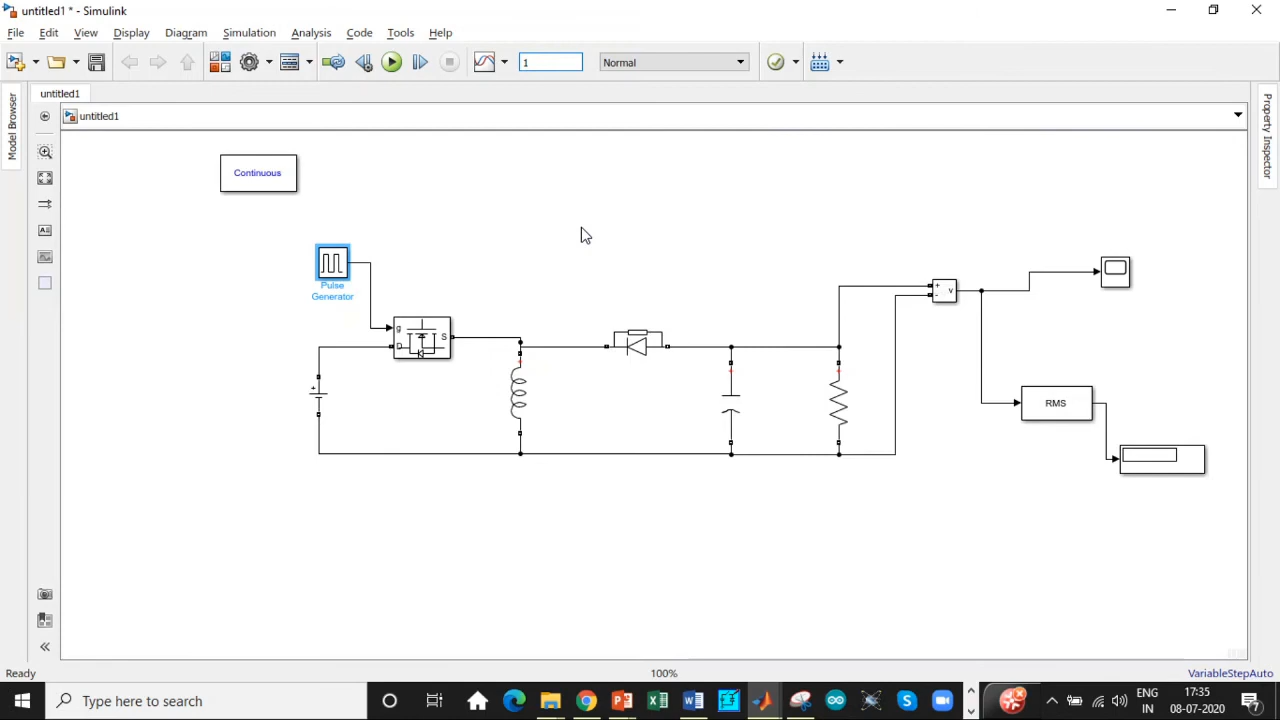 untitled1 * - Simulink
File Edit View Display Diagram Simulation Analysis Code Tools Help
1
Normal
untitled1
untitled1
Model Browser
Property Inspector
Continuous
Pulse
Generator
g
D
S
+
+
+
+
+
-
v
RMS
Ready
100%
VariableStepAuto
Type here to search
ENG
IN
17:35
08-07-2020
7